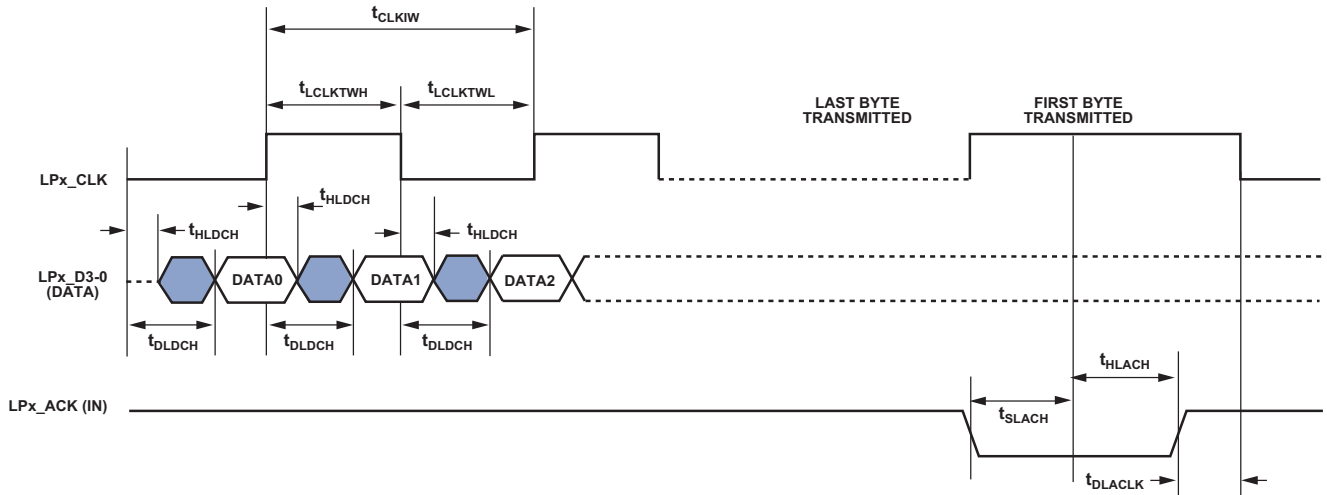 tCLKIW
tLCLKTWH
tLCLKTWL
LAST BYTE
TRANSMITTED
FIRST BYTE
TRANSMITTED
LPx_CLK
tHLDCH
tHLDCH
tHLDCH
LPx_D3-0
(DATA)
DATA0
DATA1
DATA2
tDLDCH
tDLDCH
tDLDCH
tHLACH
LPx_ACK (IN)
tSLACH
tDLACLK